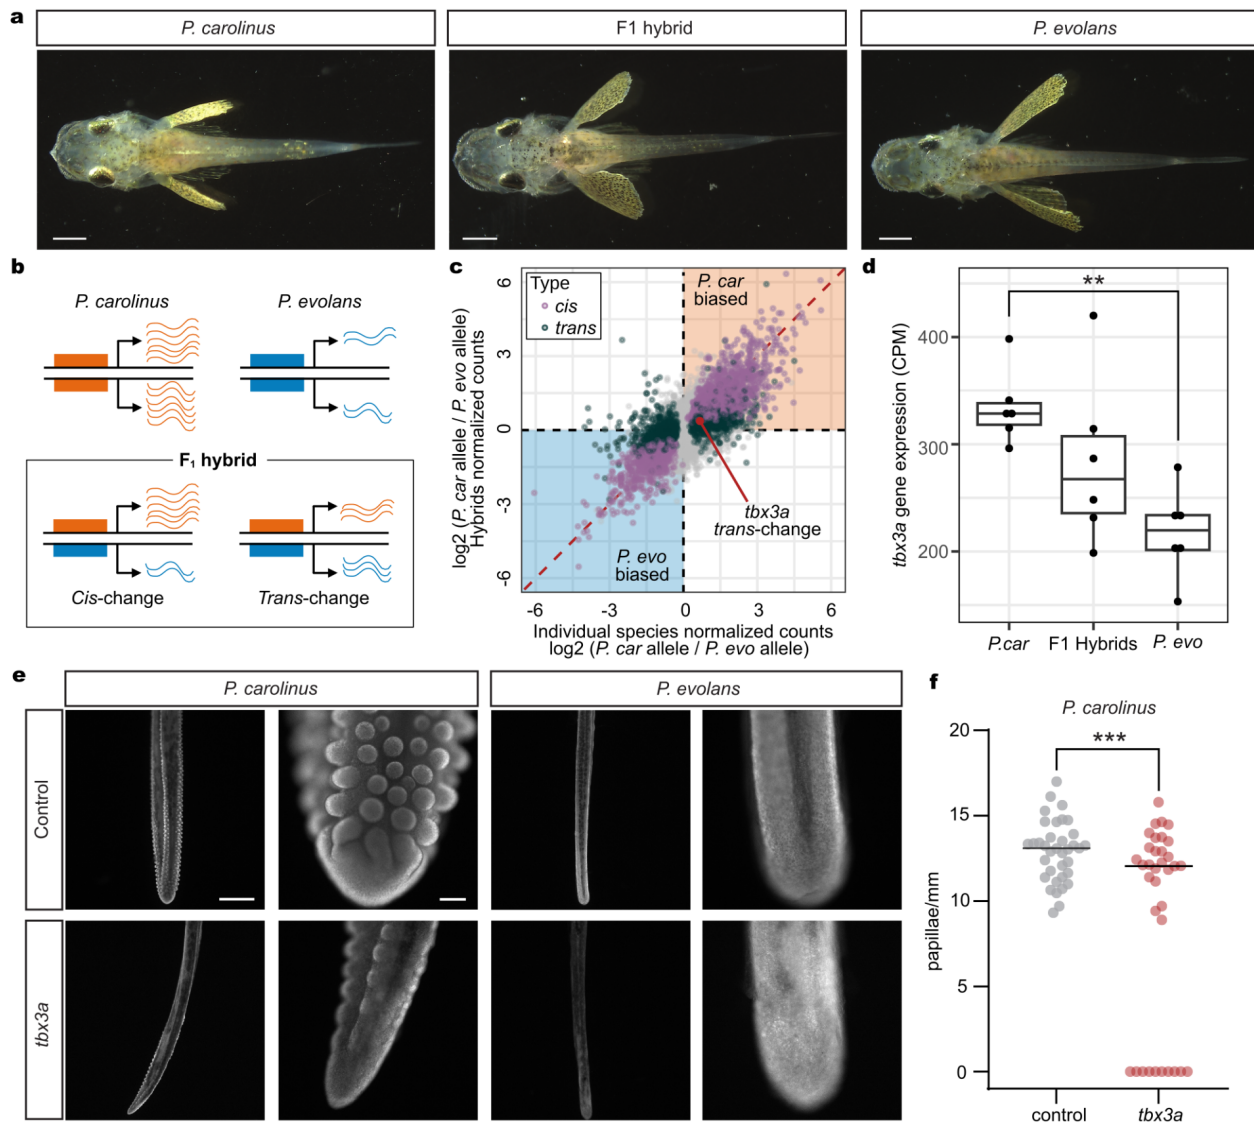 a
P. carolinus
F1 hybrid
P. evolans
b
P. carolinus
P. evolans
F1 hybrid
Cis-change
Trans-change
c
log2 (P. car allele / P. evo allele)
Hybrids normalized counts
6
3
0
-3
-6
Type
cis
trans
P. car
biased
tbx3a
trans-change
P. evo
biased
-6
-3
0
3
6
Individual species normalized counts
log2 (P. car allele / P. evo allele)
d
tbx3a gene expression (CPM)
400
300
200
**
P.car
F1 Hybrids
P. evo
e
P. carolinus
P. evolans
Control
tbx3a
f
P. carolinus
***
papillae/mm
20
15
10
5
0
control
tbx3a